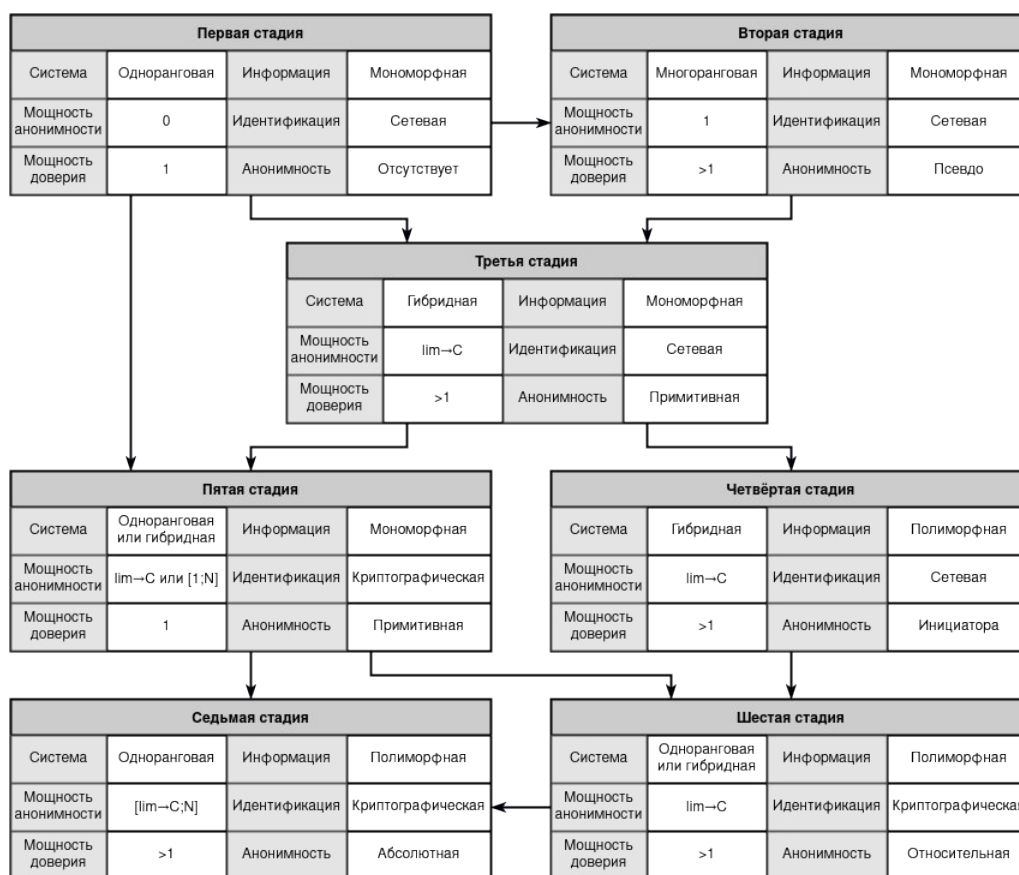 Первая стадия
Система Одноранговая Информация Мономорфная
Мощность анонимности 0 Идентификация Сетевая
Мощность доверия 1 Анонимность Отсутствует
Вторая стадия
Система Многоранговая Информация Мономорфная
Мощность анонимности 1 Идентификация Сетевая
Мощность доверия >1 Анонимность Псевдо
Третья стадия
Система Гибридная Информация Мономорфная
Мощность анонимности lim→C Идентификация Сетевая
Мощность доверия >1 Анонимность Примитивная
Пятая стадия
Система Одноранговая или гибридная Информация Мономорфная
Мощность анонимности lim→C или [1;N] Идентификация Криптографическая
Мощность доверия 1 Анонимность Примитивная
Четвёртая стадия
Система Гибридная Информация Полиморфная
Мощность анонимности lim→C Идентификация Сетевая
Мощность доверия >1 Анонимность Инициатора
Седьмая стадия
Система Одноранговая Информация Полиморфная
Мощность анонимности [lim→C;N] Идентификация Криптографическая
Мощность доверия >1 Анонимность Абсолютная
Шестая стадия
Система Одноранговая или гибридная Информация Полиморфная
Мощность анонимности lim→C Идентификация Криптографическая
Мощность доверия >1 Анонимность Относительная